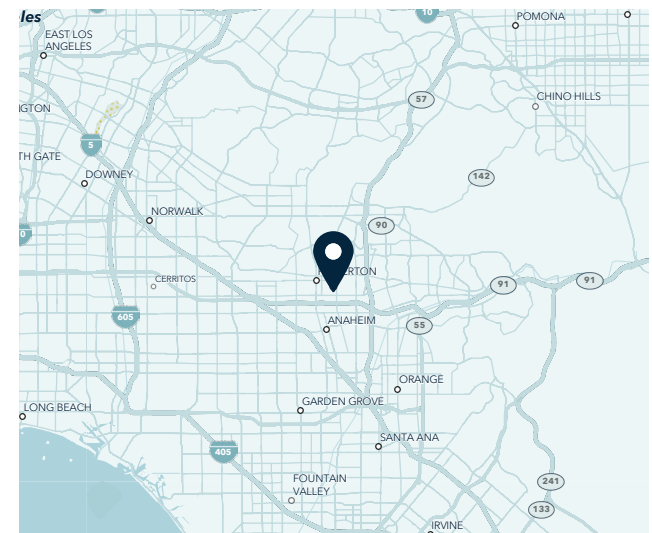 les
10
POMONA
EAST LOS
ANGELES
57
CHINO HILLS
5
142
DOWNEY
NORWALK
90
ERTON
CERRITOS
91
91
605
ANAHEIM
55
ORANGE
GARDEN GROVE
LONG BEACH
SANTA ANA
405
FOUNTAIN
VALLEY
241
133
IRVINE